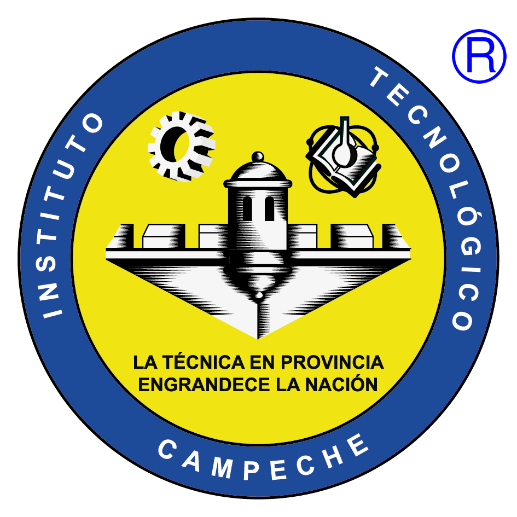 INSTITUTO TECNOLÓGICO
®
LA TÉCNICA EN PROVINCIA
ENGRANDECE LA NACIÓN
CAMPECHE